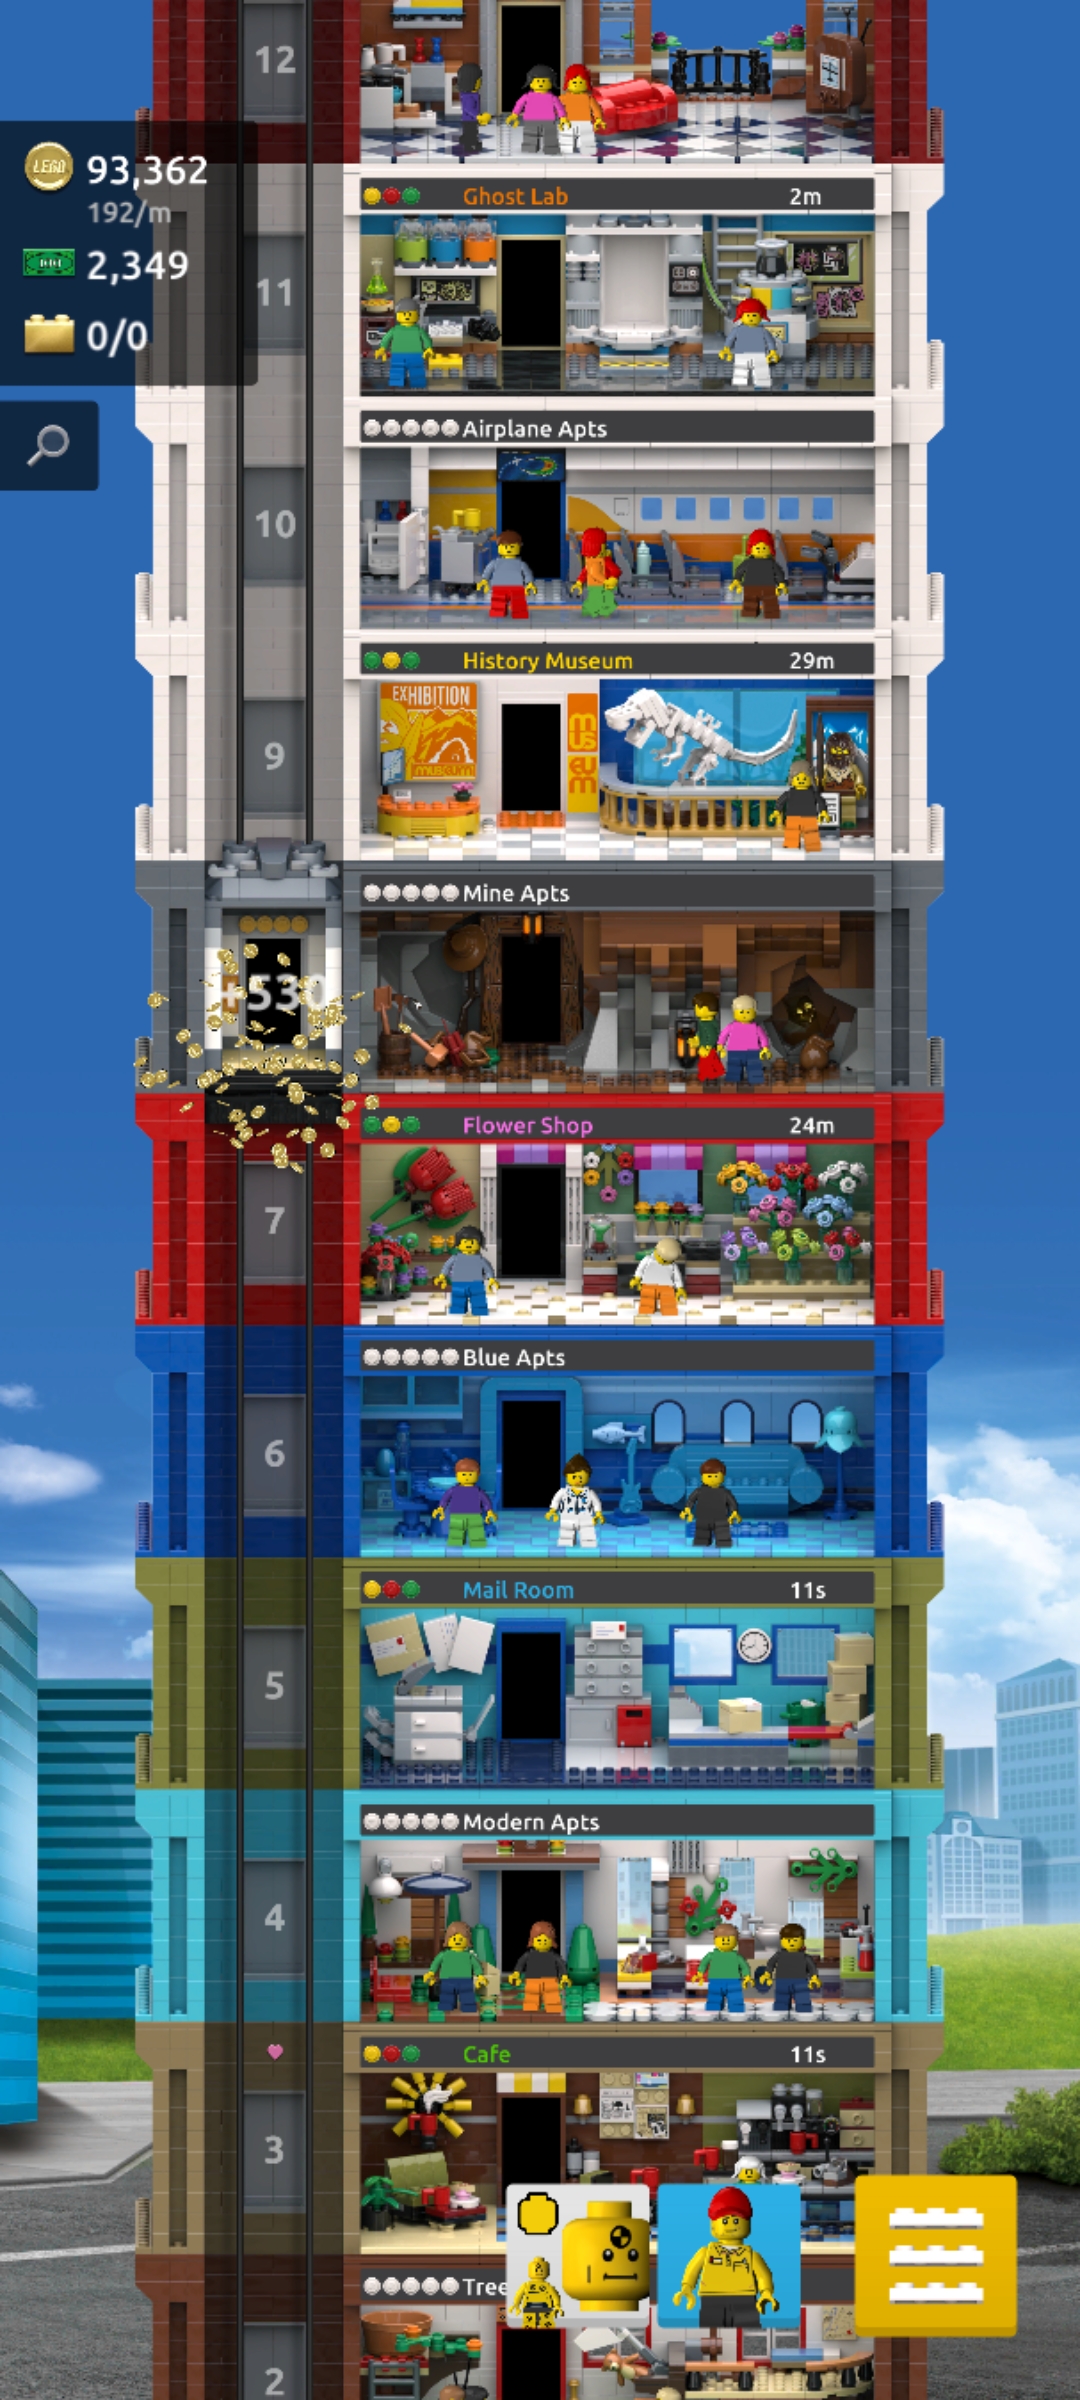 12
LEGO 93,362
192/m
2,349
0/0
Ghost Lab 2m
11
Airplane Apts
10
History Museum 29m
EXHIBITION
MUSEUM
9
Mine Apts
+530
Flower Shop 24m
7
Blue Apts
6
Mail Room 11s
5
Modern Apts
4
Cafe 11s
3
Tree
2